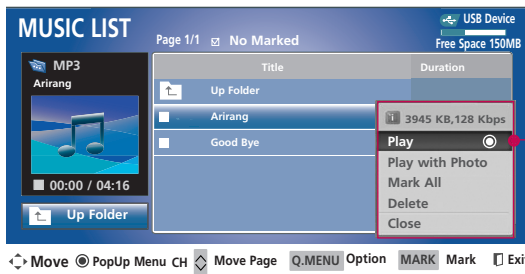 MUSIC LIST
Page 1/1 No Marked
USB Device
Free Space 150MB
MP3
Arirang
00:00 / 04:16
Up Folder
Title Duration
Up Folder
Arirang
Good Bye
3945 KB,128 Kbps
Play
Play with Photo
Mark All
Delete
Close
Move PopUp Menu CH Move Page Q.MENU Option MARK Mark Exi